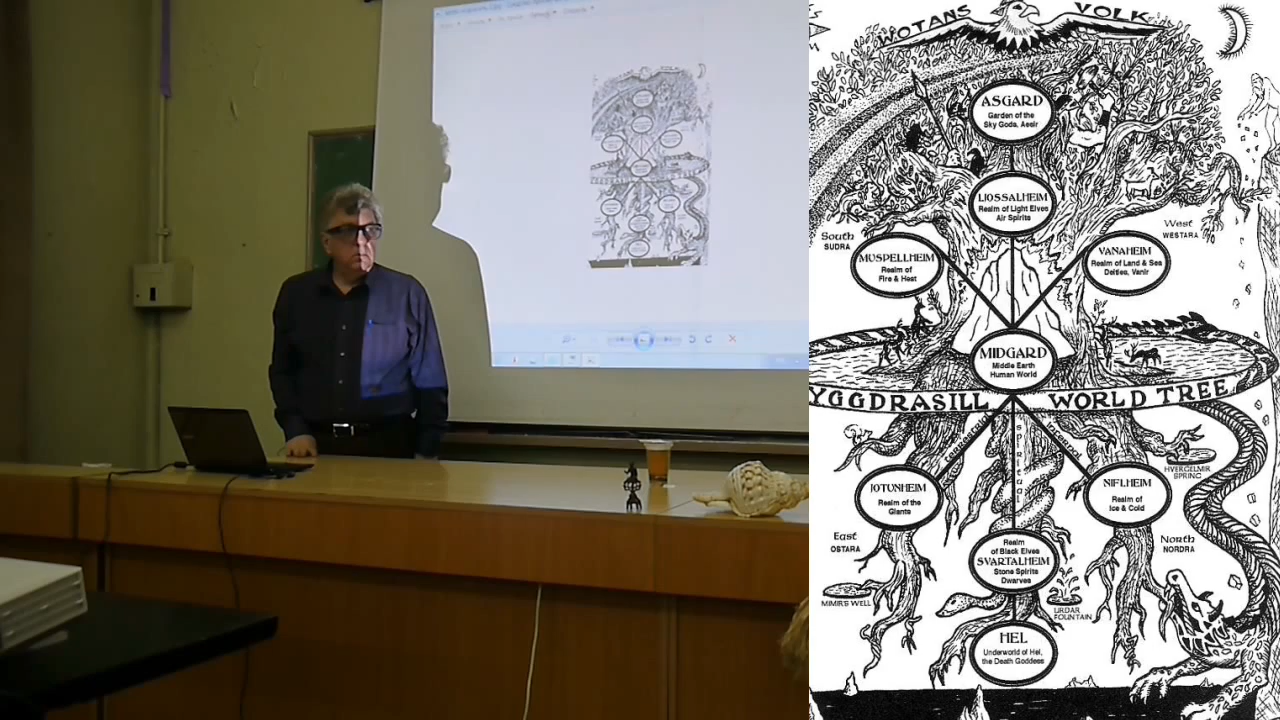 WOTANS VOLK
ASGARD
Garden of the
Sky Gods, Aesir
LIOSSALHEIM
Realm of Light Elves
Air Spirits
South
SUDRA
West
WESTARA
MUSPELLHEIM
Realm of
Fire & Heat
VANAHEIM
Realm of Land & Sea
Deities, Vanir
MIDGARD
Middle Earth
Human World
YGGDRASILL WORLD TREE
spiritual
HVERGELMIR
SPRING
JOTUNHEIM
Realm of the
Giants
NIFLHEIM
Realm of
Ice & Cold
East
OSTARA
North
NORDRA
Realm
of Black Elves
SVARTALHEIM
Stone Spirits
Dwarves
MIMIR'S WELL
URDAR
FOUNTAIN
HEL
Underworld of Hel,
the Death Goddess